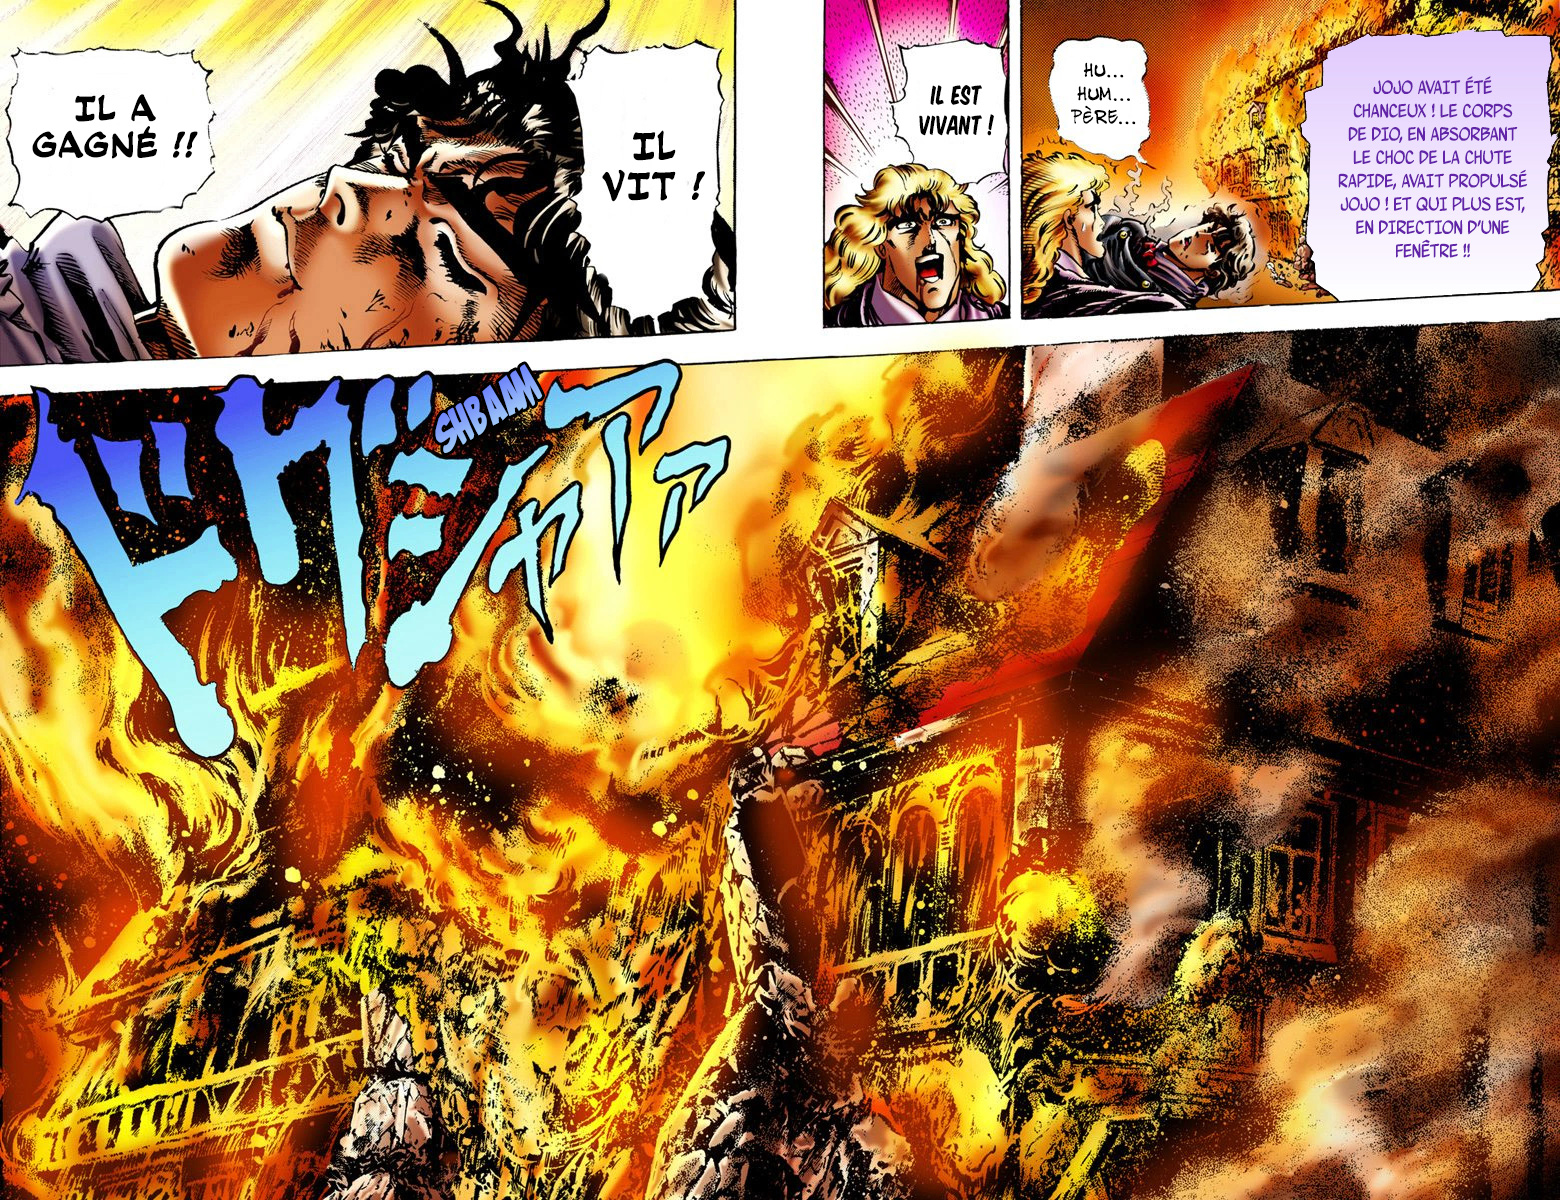 JOJO AVAIT ÉTÉ
CHANCEUX ! LE CORPS
DE DIO, EN ABSORBANT
LE CHOC DE LA CHUTE
RAPIDE, AVAIT PROPULSÉ
JOJO ! ET QUI PLUS EST,
EN DIRECTION D'UNE
FENÊTRE !!
HU...
HUM...
PÈRE...
IL EST
VIVANT !
IL
VIT !
IL A
GAGNÉ !!
ドグシャアァ
SHBAAM